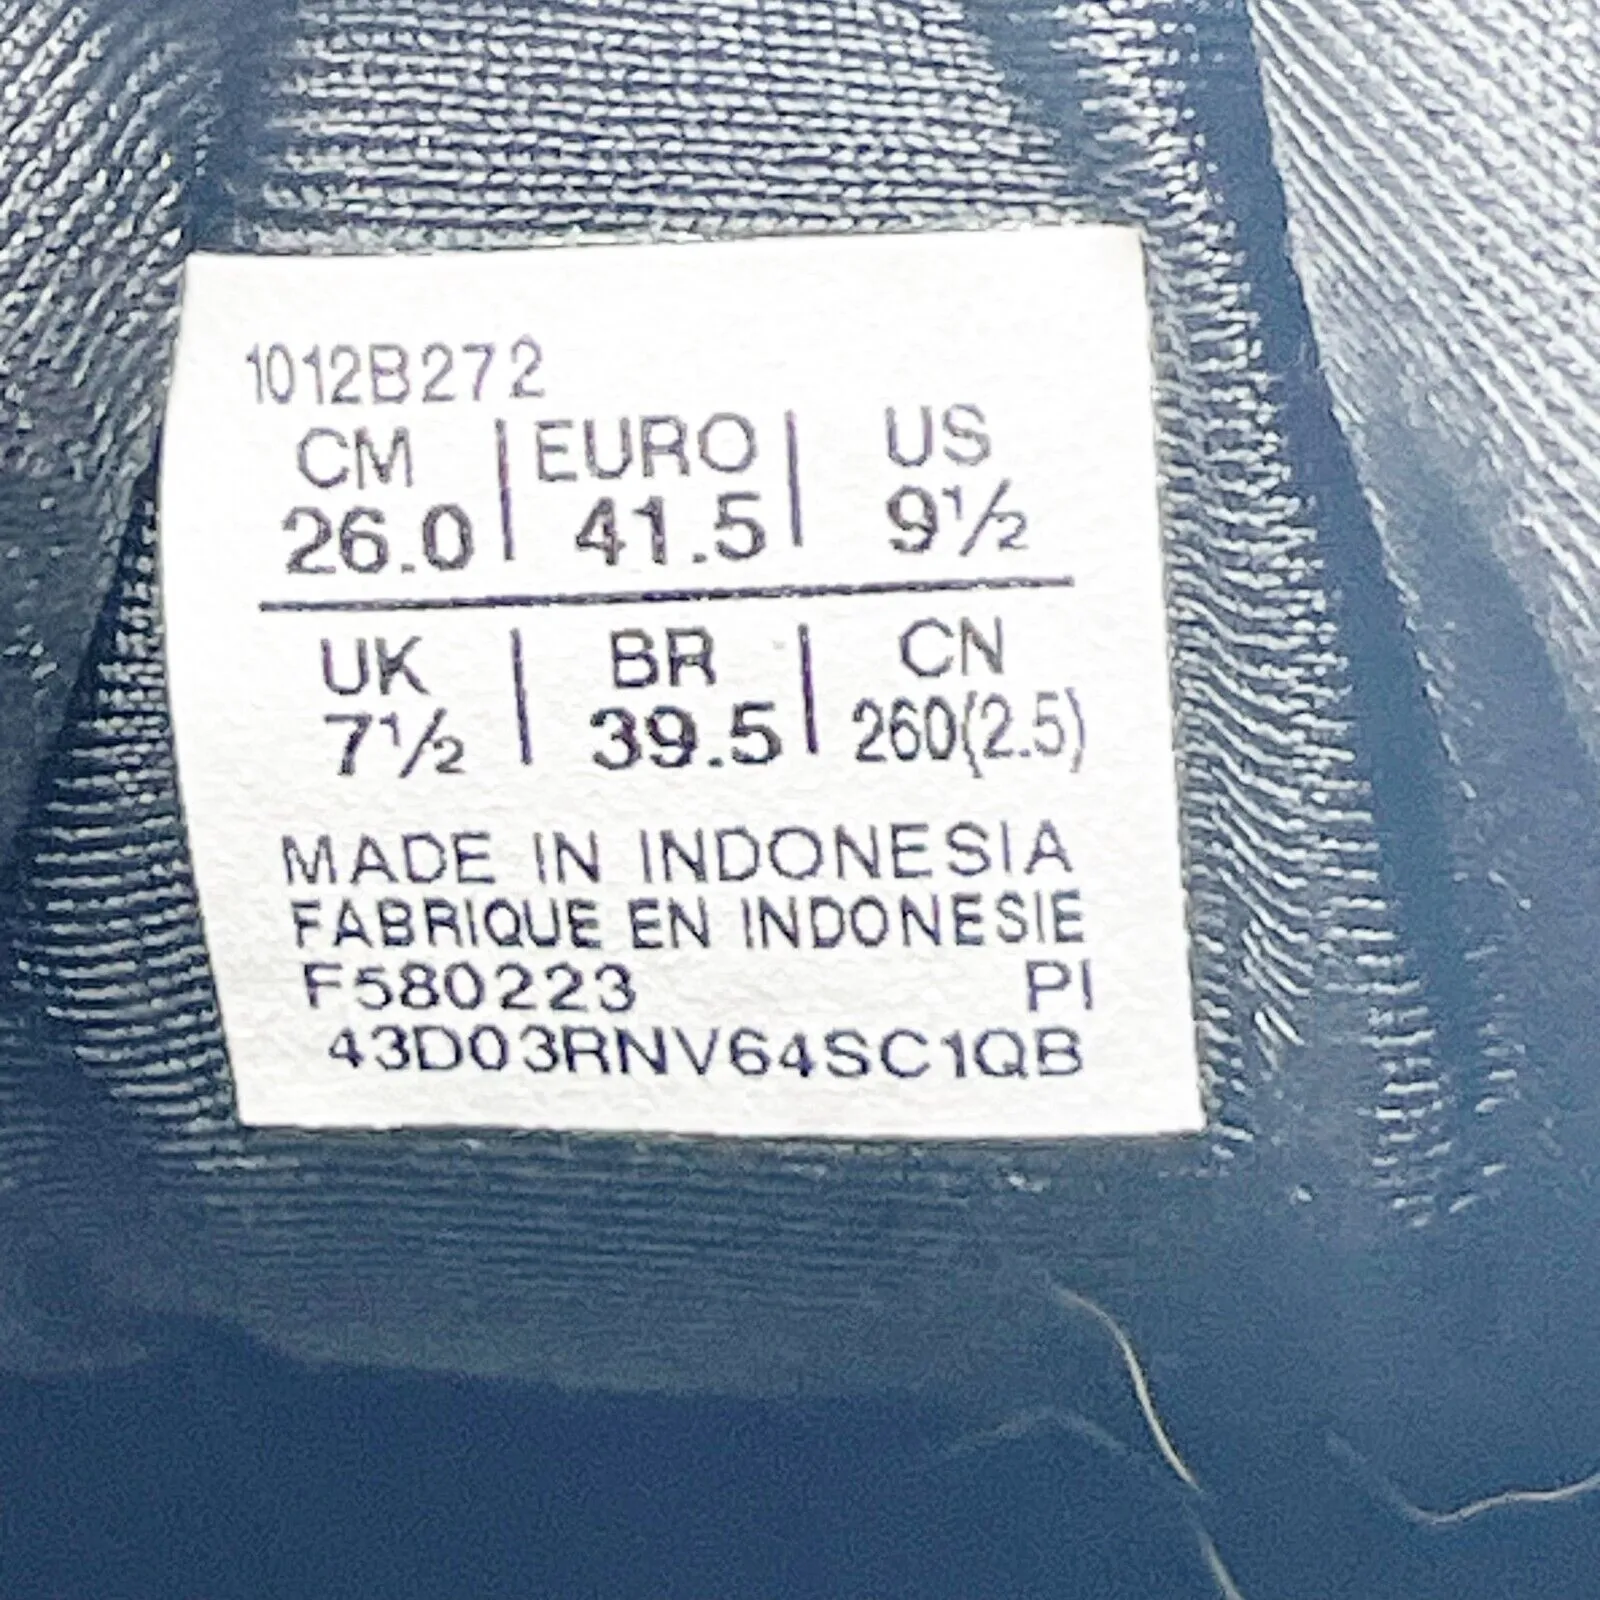 1012B272
CM | EURO | US
26.0 | 41.5 | 9½
UK | BR | CN
7½ | 39.5 | 260(2.5)
MADE IN INDONESIA
FABRIQUE EN INDONESIE
F580223 PI
43D03RNV64SC1QB